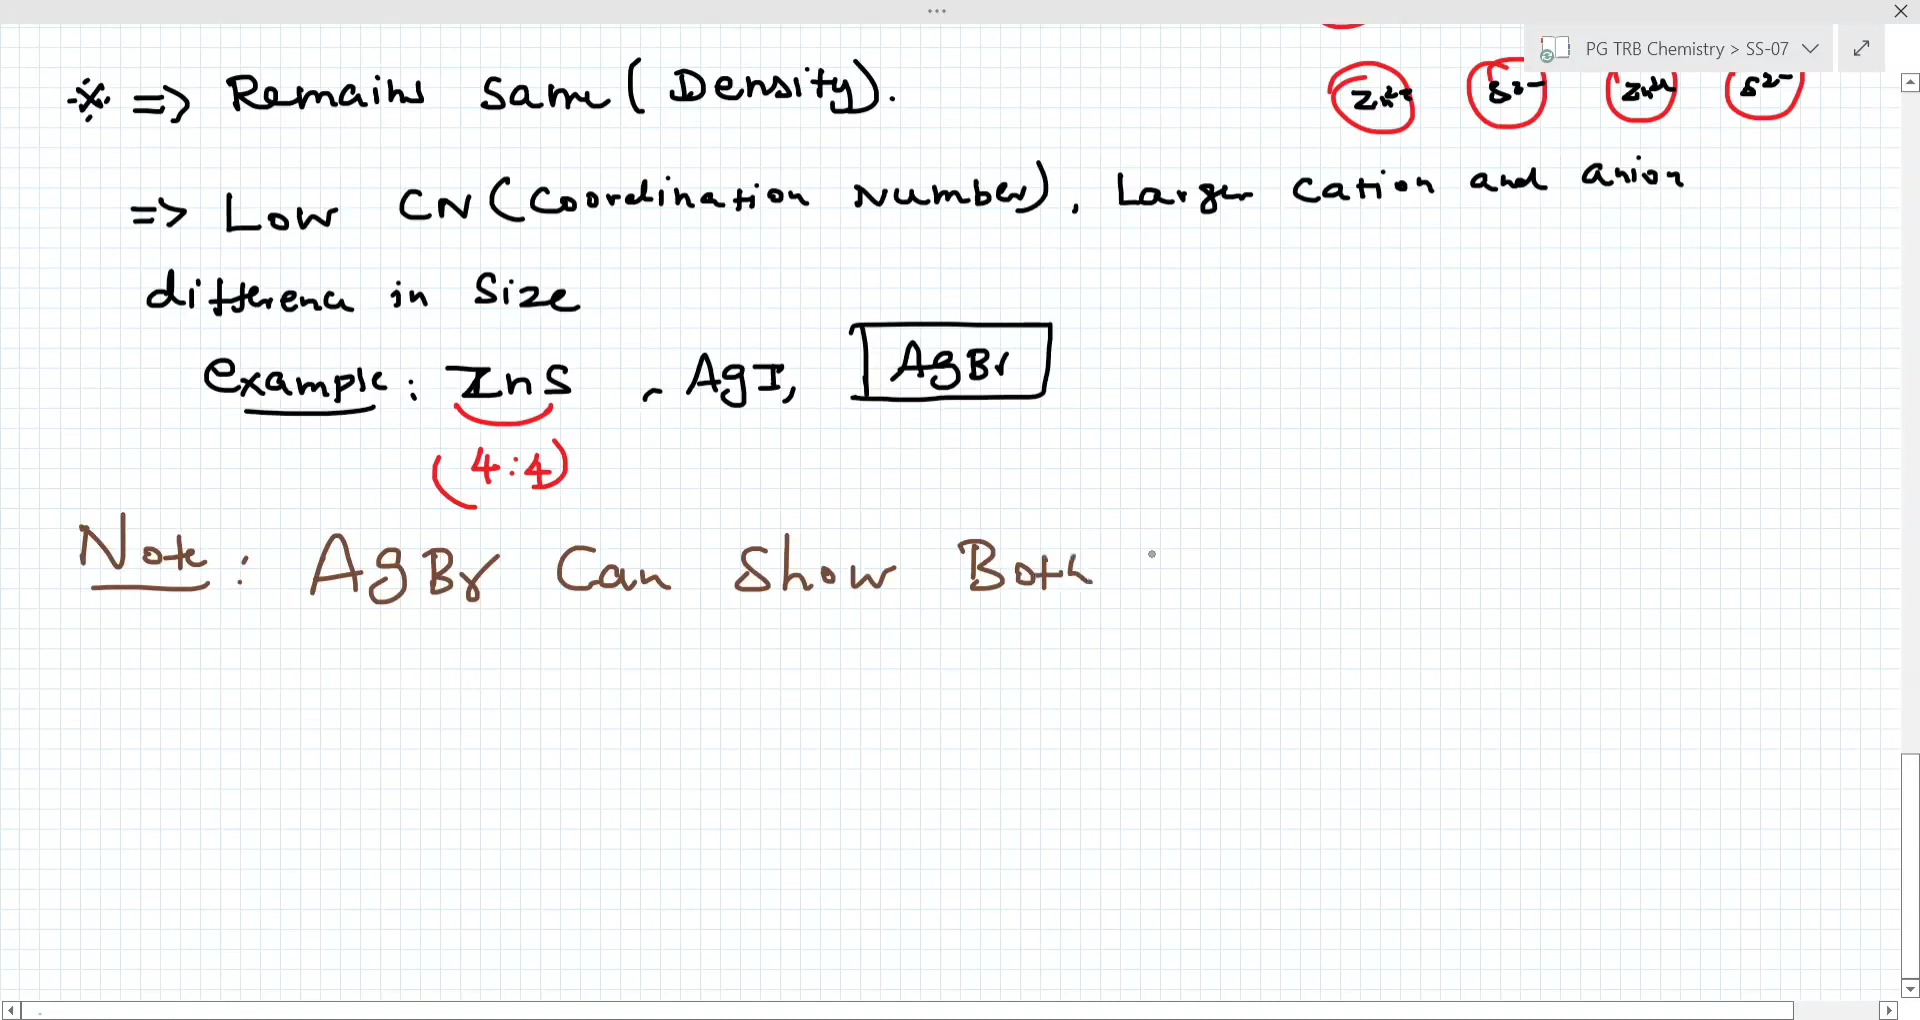 PG TRB Chemistry > SS-07
Zn²⁺ S²⁻ Zn²⁺ S²⁻
⇒ Remains same (Density).
⇒ Low CN (Coordination Number), Larger cation and anion
difference in Size
example: ZnS, AgI, AgBr
(4:4)
Note: AgBr Can Show Both